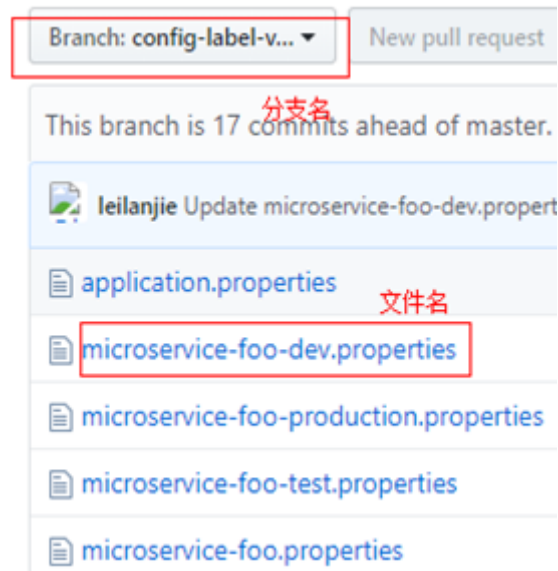 Branch: config-label-v...
New pull request
分支名
This branch is 17 commits ahead of master.
leilanjie Update microservice-foo-dev.propert
application.properties
文件名
microservice-foo-dev.properties
microservice-foo-production.properties
microservice-foo-test.properties
microservice-foo.properties